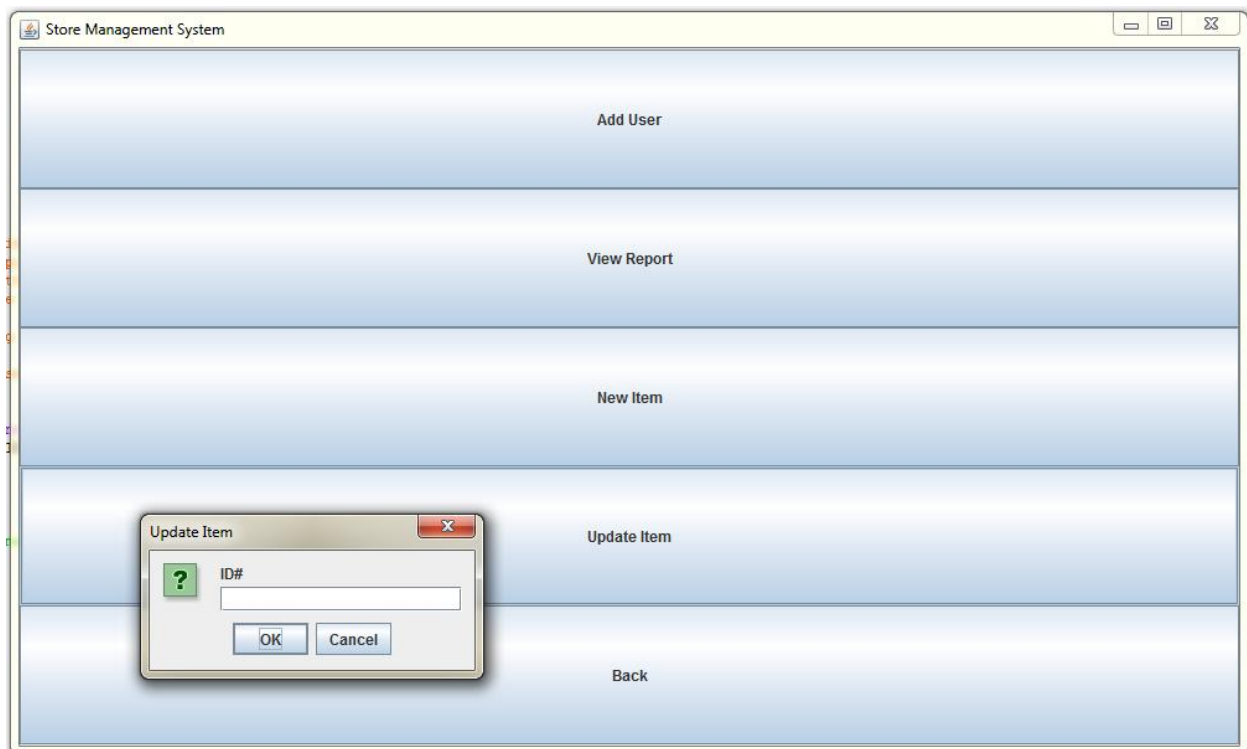 Store Management System
Add User
View Report
New Item
Update Item
Update Item
ID#
?
OK Cancel
Back